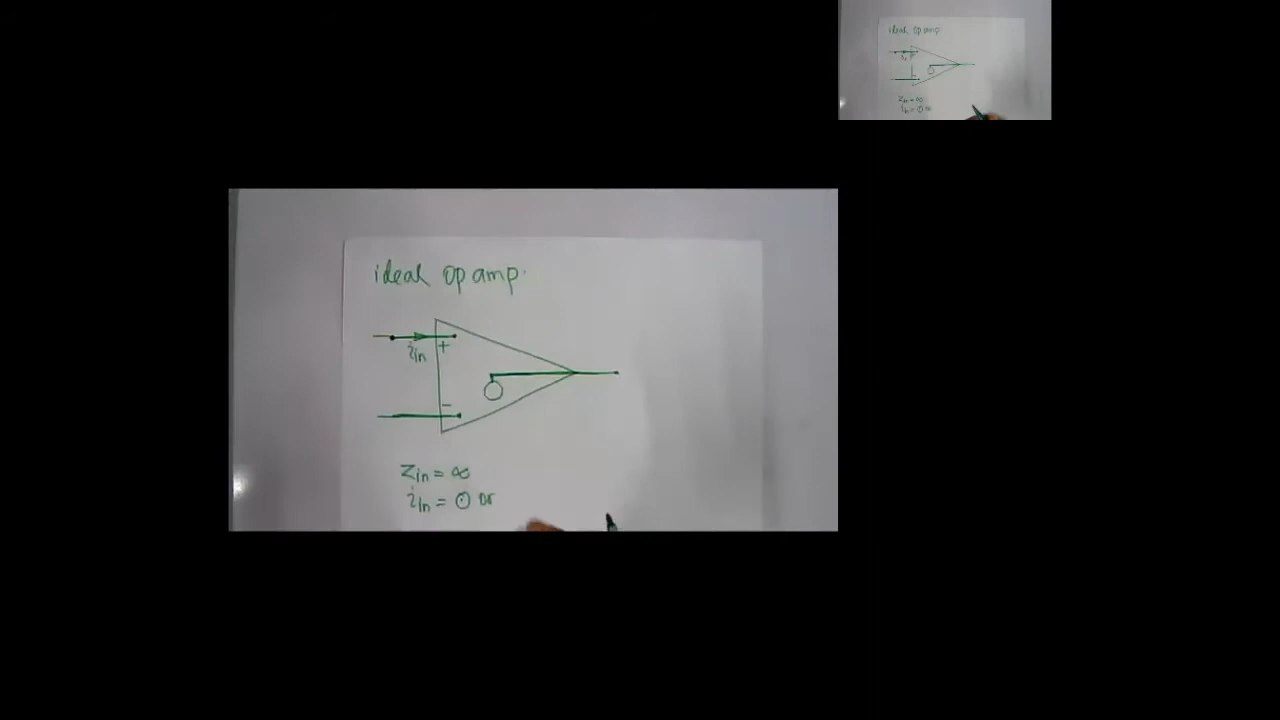 ideal op amp.
iin +
-
Zin = ∞
iin = 0 or